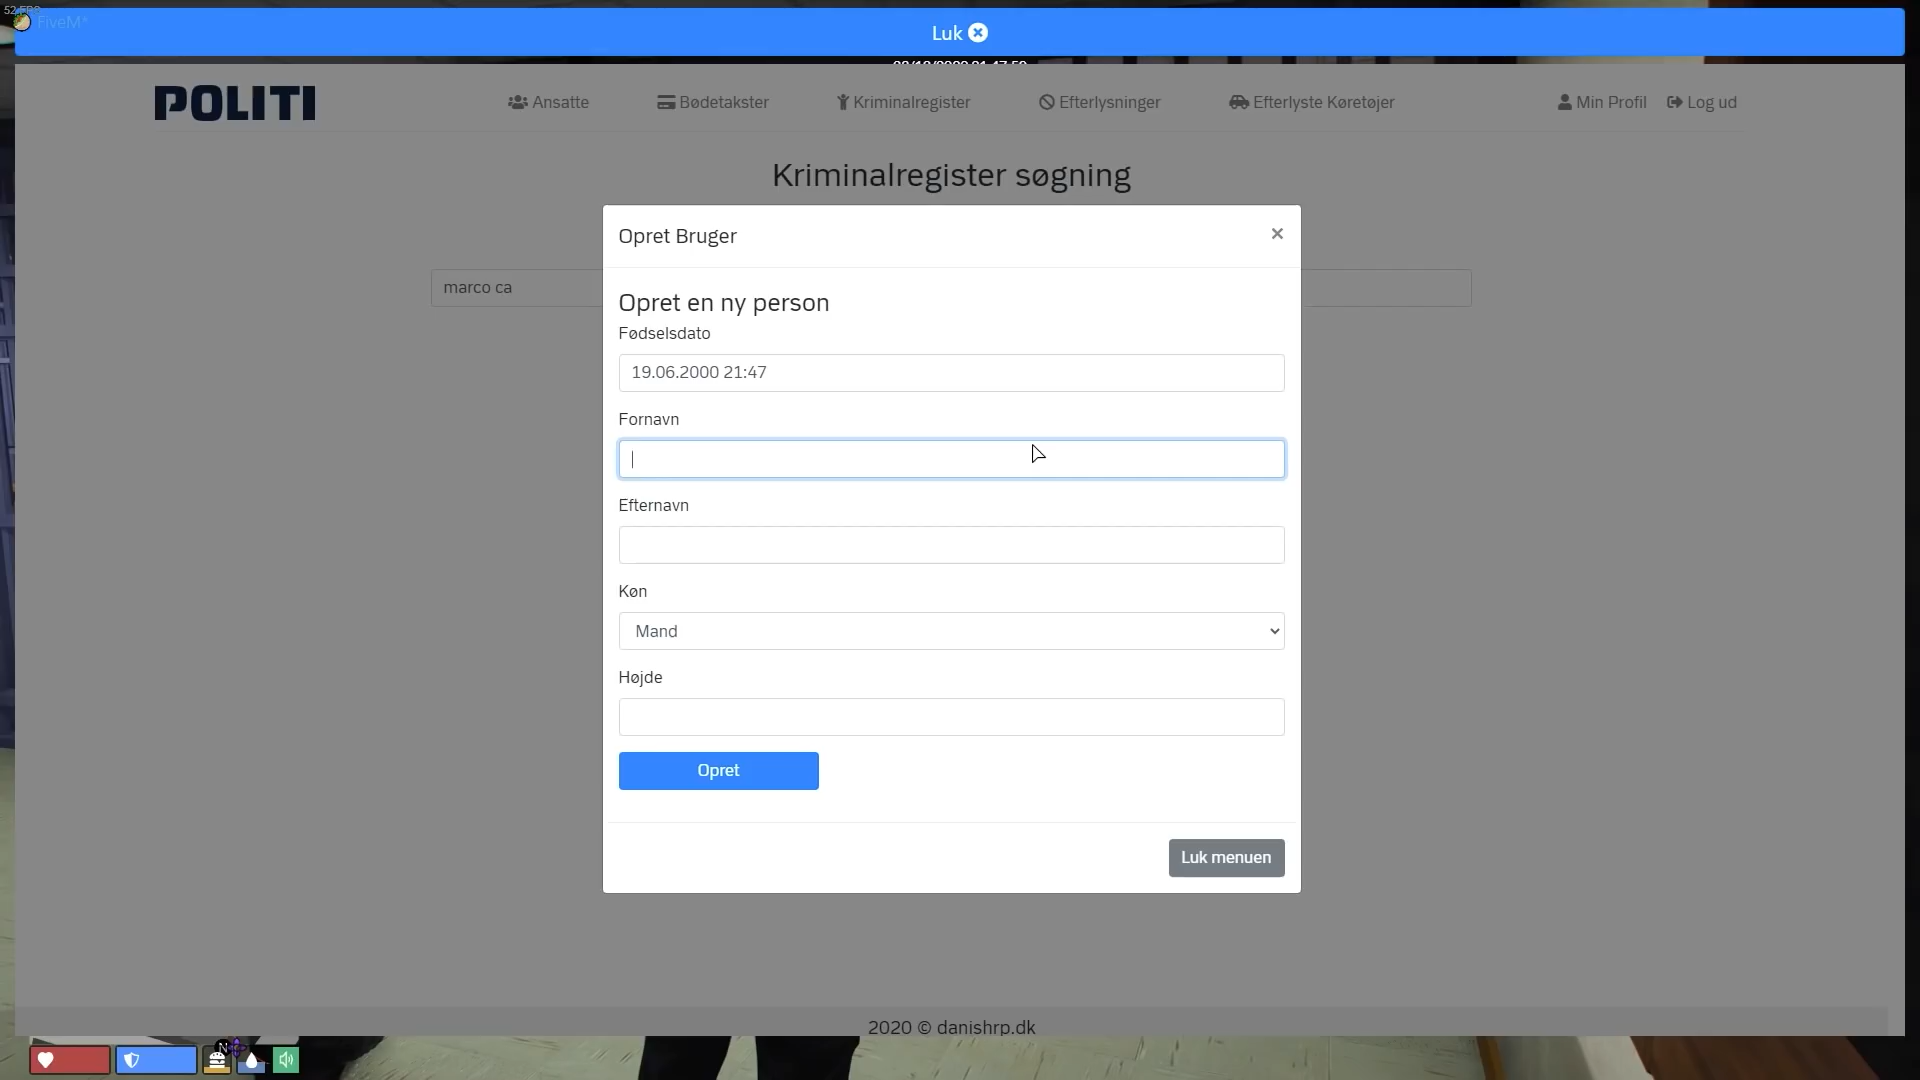 FiveM*
Luk
POLITI
Ansatte
Bødetakster
Kriminalregister
Efterlysninger
Efterlyste Køretøjer
Min Profil
Log ud
Kriminalregister søgning
marco ca
Opret Bruger
×
Opret en ny person
Fødselsdato
19.06.2000 21:47
Fornavn
Efternavn
Køn
Mand
Højde
Opret
Luk menuen
2020 © danishrp.dk
N